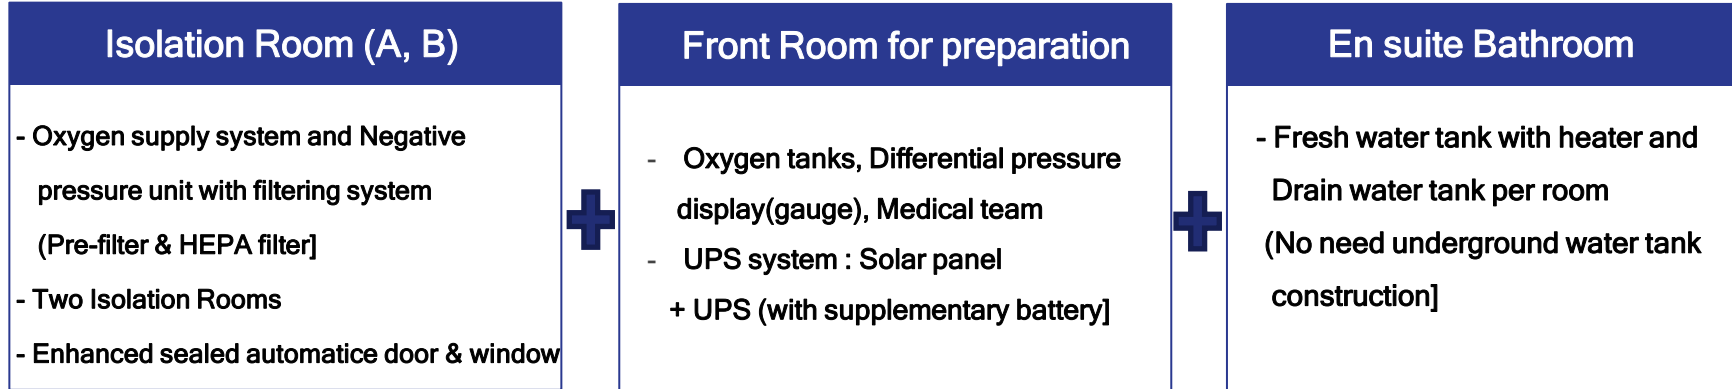 Isolation Room (A, B)
- Oxygen supply system and Negative
pressure unit with filtering system
(Pre-filter & HEPA filter]
- Two Isolation Rooms
- Enhanced sealed automatice door & window
Front Room for preparation
- Oxygen tanks, Differential pressure
display(gauge), Medical team
- UPS system : Solar panel
+ UPS (with supplementary battery]
En suite Bathroom
- Fresh water tank with heater and
Drain water tank per room
(No need underground water tank
construction]